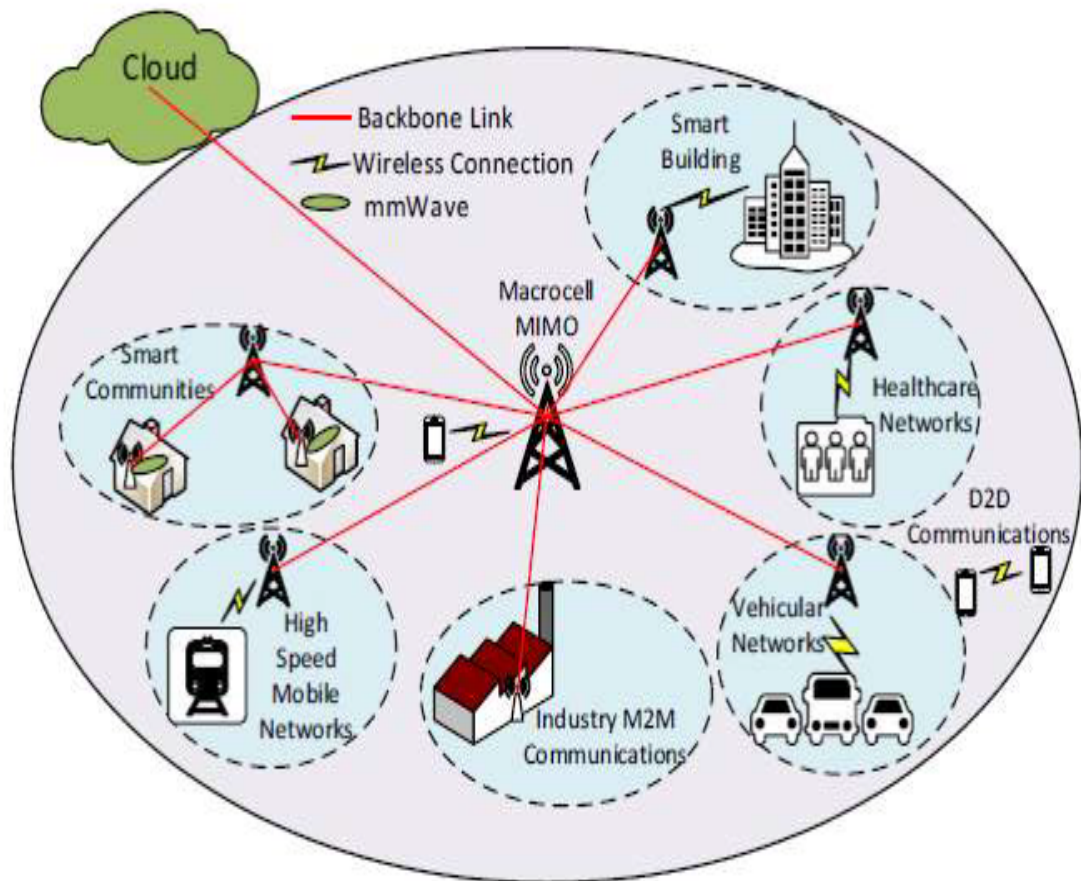 Cloud
Backbone Link
Wireless Connection
mmWave
Smart
Building
Macrocell
MIMO
Smart
Communities
Healthcare
Networks
D2D
Communications
High
Speed
Mobile
Networks
Industry M2M
Communications
Vehicular
Networks